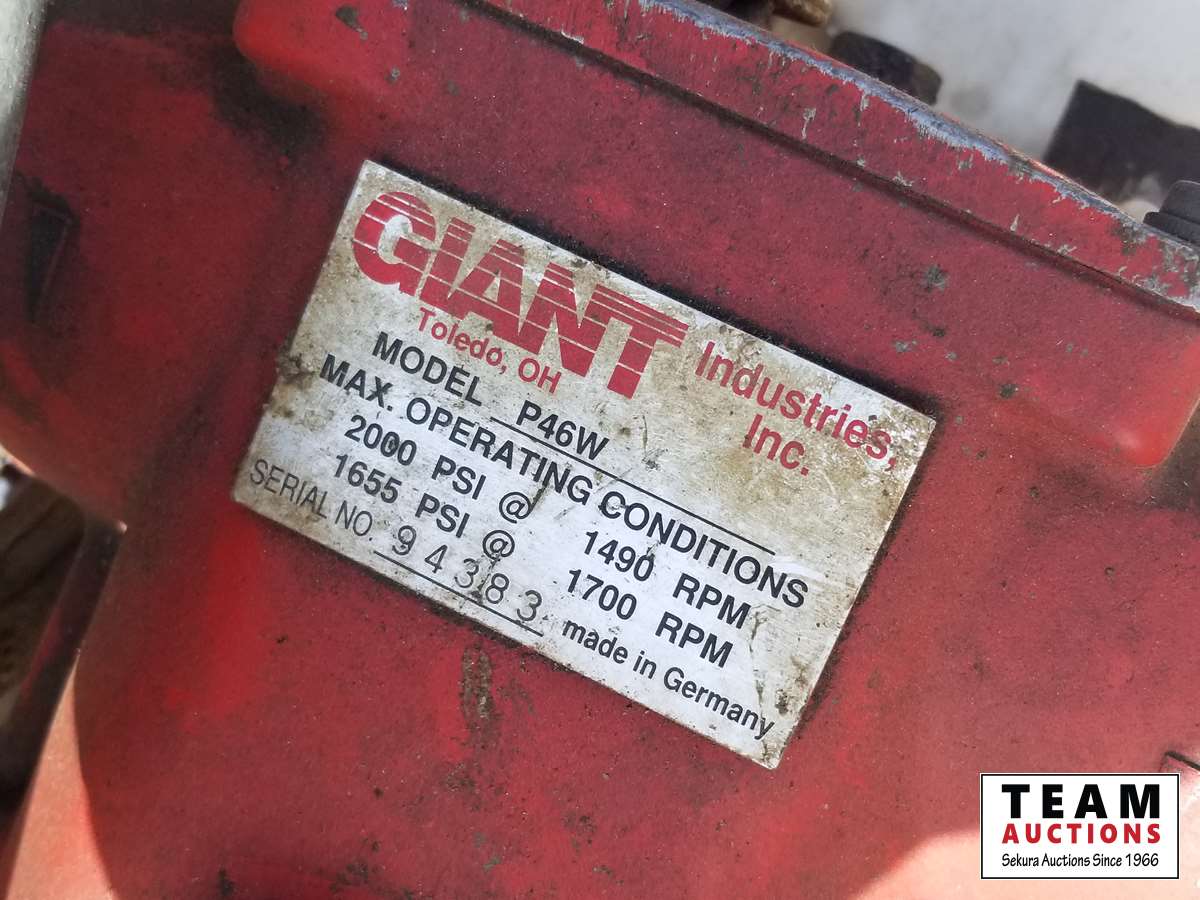 GIANT Industries,
Toledo, OH Inc.
MODEL P46W
MAX. OPERATING CONDITIONS
2000 PSI @ 1490 RPM
1655 PSI @ 1700 RPM
SERIAL NO. 94383 made in Germany
TEAM
AUCTIONS
Sekura Auctions Since 1966